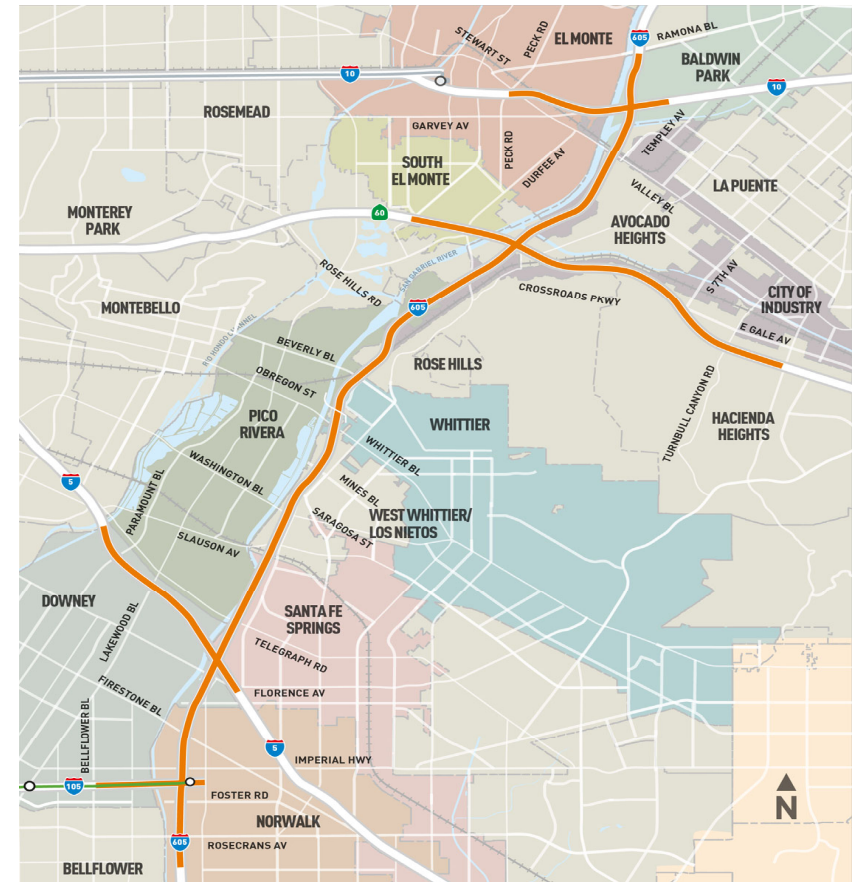 STEWART ST
PECK RD
EL MONTE
605
RAMONA BL
BALDWIN
PARK
10
10
ROSEMEAD
GARVEY AV
PECK RD
DURFEE AV
TEMPLEY AV
SOUTH
EL MONTE
VALLEY BL
LA PUENTE
60
MONTEREY
PARK
AVOCADO
HEIGHTS
SAN GABRIEL RIVER
ROSE HILLS RD
S 7TH AV
CROSSROADS PKWY
CITY OF
INDUSTRY
MONTEBELLO
605
E GALE AV
RIO HONDO CHANNEL
BEVERLY BL
ROSE HILLS
OBREGON ST
TURNBULL CANYON RD
PICO
RIVERA
WHITTIER
HACIENDA
HEIGHTS
WHITTIER BL
WASHINGTON BL
5
PARAMOUNT BL
MINES BL
WEST WHITTIER/
LOS NIETOS
SARAGOSA ST
SLAUSON AV
DOWNEY
LAKEWOOD BL
SANTA FE
SPRINGS
TELEGRAPH RD
FIRESTONE BL
FLORENCE AV
BELLFLOWER BL
5
IMPERIAL HWY
105
FOSTER RD
N
NORWALK
605
ROSECRANS AV
BELLFLOWER